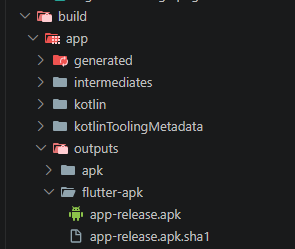 build
app
generated
intermediates
kotlin
kotlinToolingMetadata
outputs
apk
flutter-apk
app-release.apk
app-release.apk.sha1